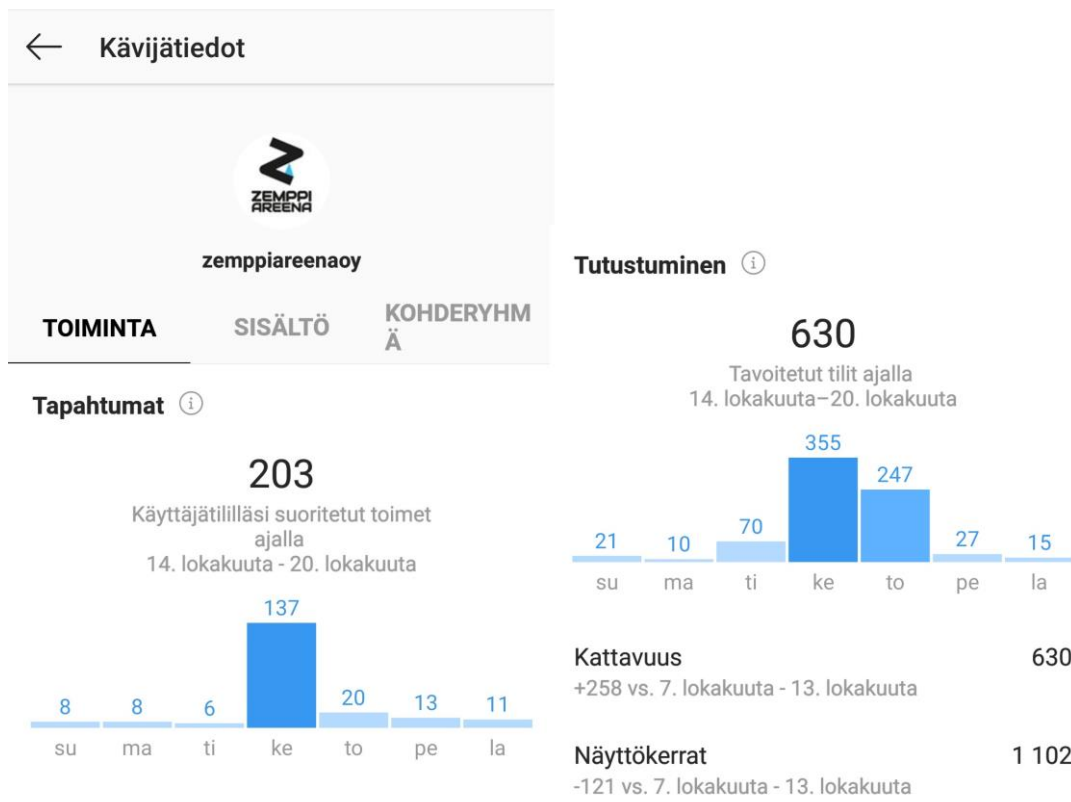 ← Kävijätiedot
ZEMPPI
AREENA
zemppiareenaoy
TOIMINTA SISÄLTÖ KOHDERYHM
Ä
Tapahtumat
203
Käyttäjätililläsi suoritetut toimet
ajalla
14. lokakuuta - 20. lokakuuta
8 8 6 137 20 13 11
su ma ti ke to pe la
Tutustuminen
630
Tavoitetut tilit ajalla
14. lokakuuta–20. lokakuuta
21 10 70 355 247 27 15
su ma ti ke to pe la
Kattavuus 630
+258 vs. 7. lokakuuta - 13. lokakuuta
Näyttökerrat 1 102
-121 vs. 7. lokakuuta - 13. lokakuuta